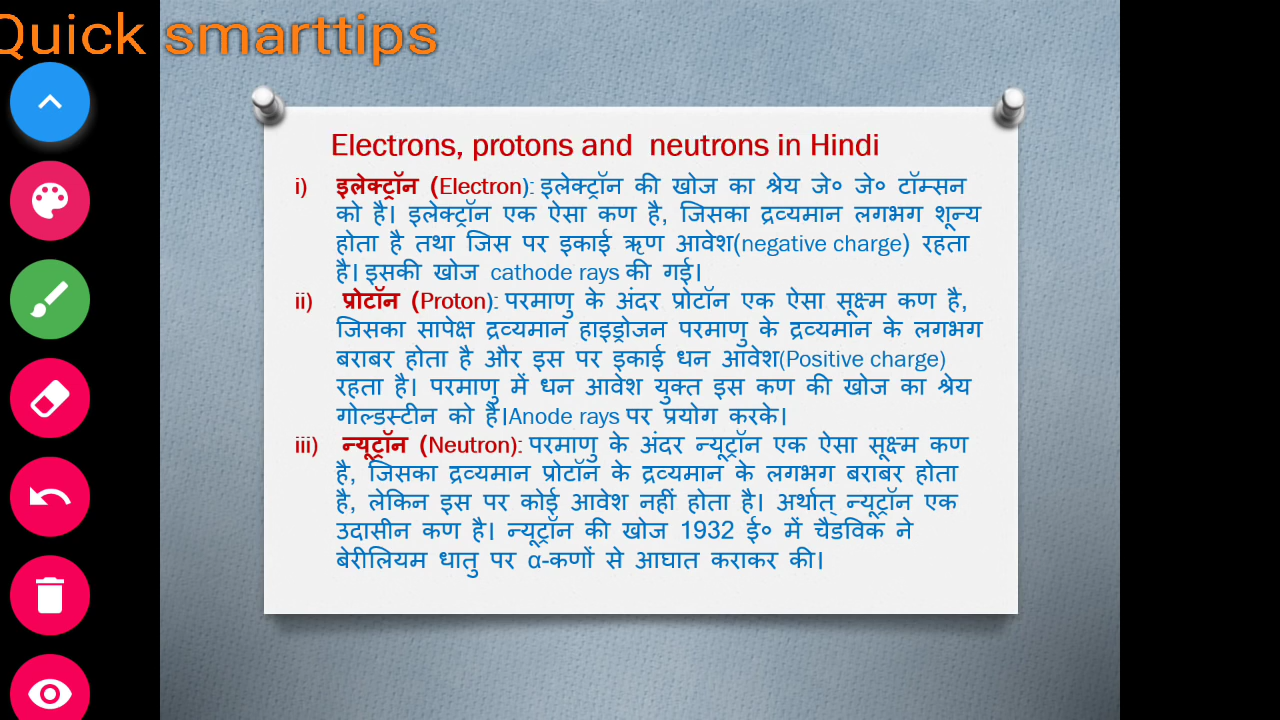 Quick smarttips
Electrons, protons and neutrons in Hindi
i) इलेक्ट्रॉन (Electron): इलेक्ट्रॉन की खोज का श्रेय जे० जे० टॉम्सन
को है। इलेक्ट्रॉन एक ऐसा कण है, जिसका द्रव्यमान लगभग शून्य
होता है तथा जिस पर इकाई ऋण आवेश(negative charge) रहता
है। इसकी खोज cathode rays की गई।
ii) प्रोटॉन (Proton): परमाणु के अंदर प्रोटॉन एक ऐसा सूक्ष्म कण है,
जिसका सापेक्ष द्रव्यमान हाइड्रोजन परमाणु के द्रव्यमान के लगभग
बराबर होता है और इस पर इकाई धन आवेश(Positive charge)
रहता है। परमाणु में धन आवेश युक्त इस कण की खोज का श्रेय
गोल्डस्टीन को है।Anode rays पर प्रयोग करके।
iii) न्यूट्रॉन (Neutron): परमाणु के अंदर न्यूट्रॉन एक ऐसा सूक्ष्म कण
है, जिसका द्रव्यमान प्रोटॉन के द्रव्यमान के लगभग बराबर होता
है, लेकिन इस पर कोई आवेश नहीं होता है। अर्थात् न्यूट्रॉन एक
उदासीन कण है। न्यूट्रॉन की खोज 1932 ई० में चैडविक ने
बेरीलियम धातु पर α-कणों से आघात कराकर की।